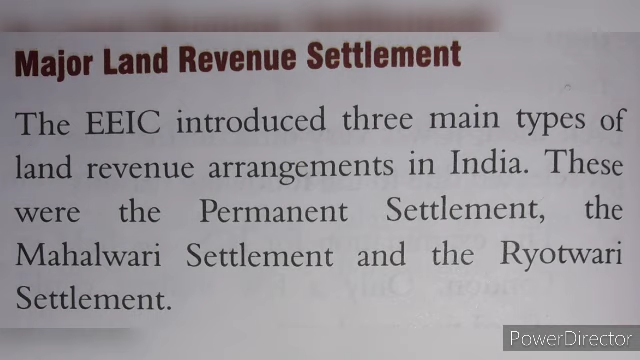 Major Land Revenue Settlement
The EEIC introduced three main types of
land revenue arrangements in India. These
were the Permanent Settlement, the
Mahalwari Settlement and the Ryotwari
Settlement.
PowerDirector